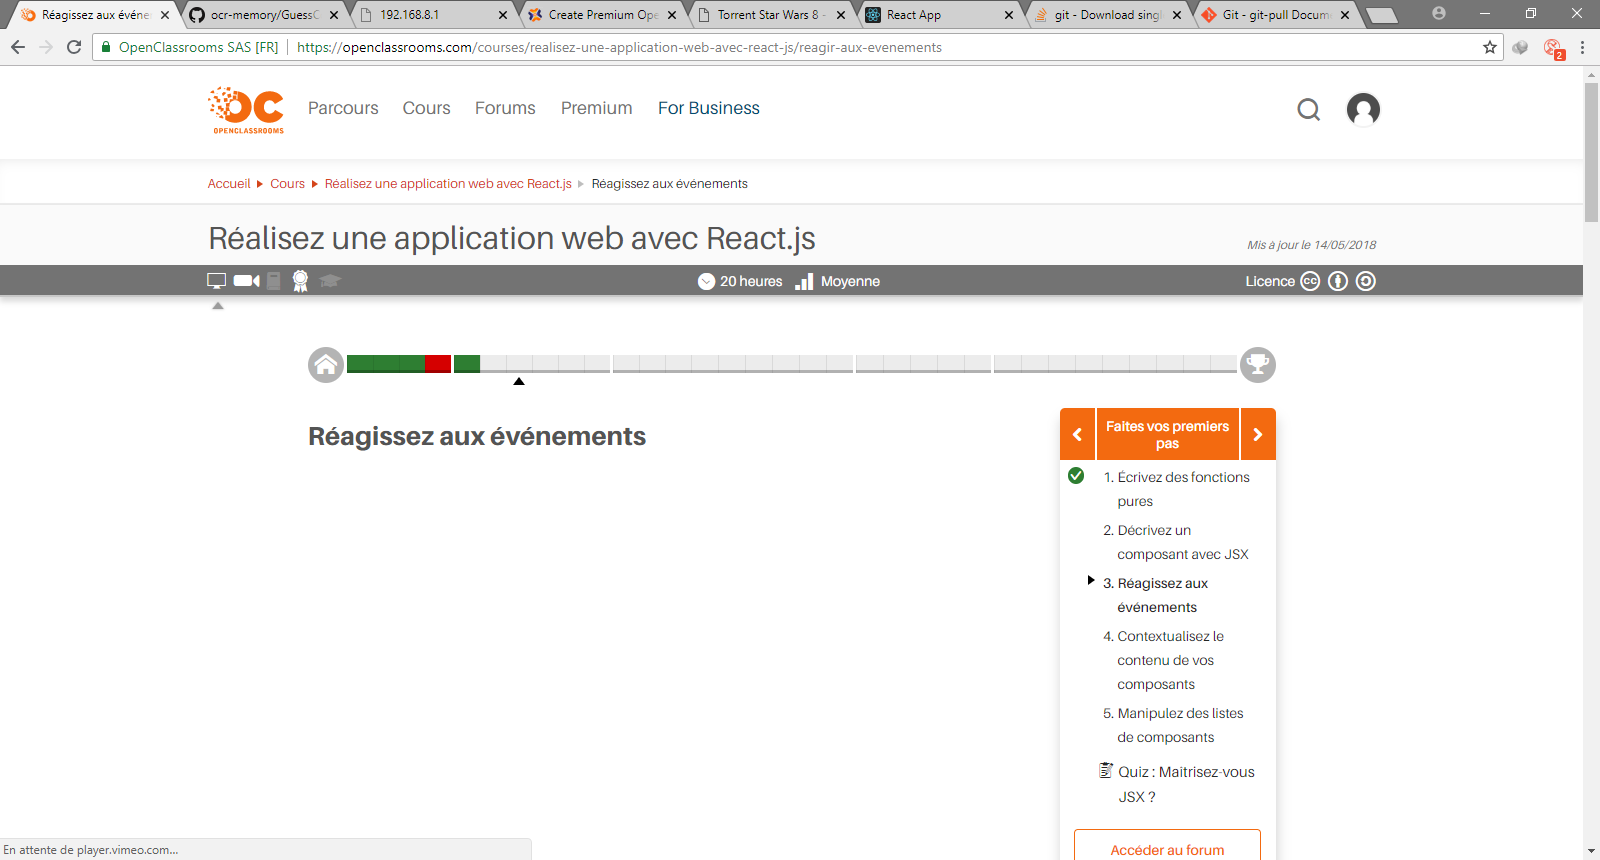 Réagissez aux événe
ocr-memory/GuessC
192.168.8.1
Create Premium Ope
Torrent Star Wars 8 -
React App
git - Download singl
Git - git-pull Docum
OpenClassrooms SAS [FR]
https://openclassrooms.com/courses/realisez-une-application-web-avec-react-js/reagir-aux-evenements
2
OC
OPENCLASSROOMS
Parcours
Cours
Forums
Premium
For Business
Accueil
Cours
Réalisez une application web avec React.js
Réagissez aux événements
Réalisez une application web avec React.js
Mis à jour le 14/05/2018
20 heures
Moyenne
Licence
cc
Réagissez aux événements
Faites vos premiers
pas
1. Écrivez des fonctions
pures
2. Décrivez un
composant avec JSX
3. Réagissez aux
événements
4. Contextualisez le
contenu de vos
composants
5. Manipulez des listes
de composants
Quiz : Maitrisez-vous
JSX ?
Accéder au forum
En attente de player.vimeo.com...